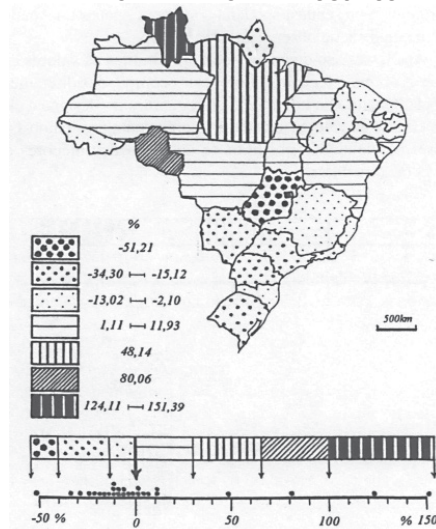 %
-51,21
-34,30 ⟼ -15,12
-13,02 ⟼ -2,10
1,11 ⟼ 11,93
48,14
80,06
124,11 ⟼ 151,39
500km
-50 % 0 50 100 % 150